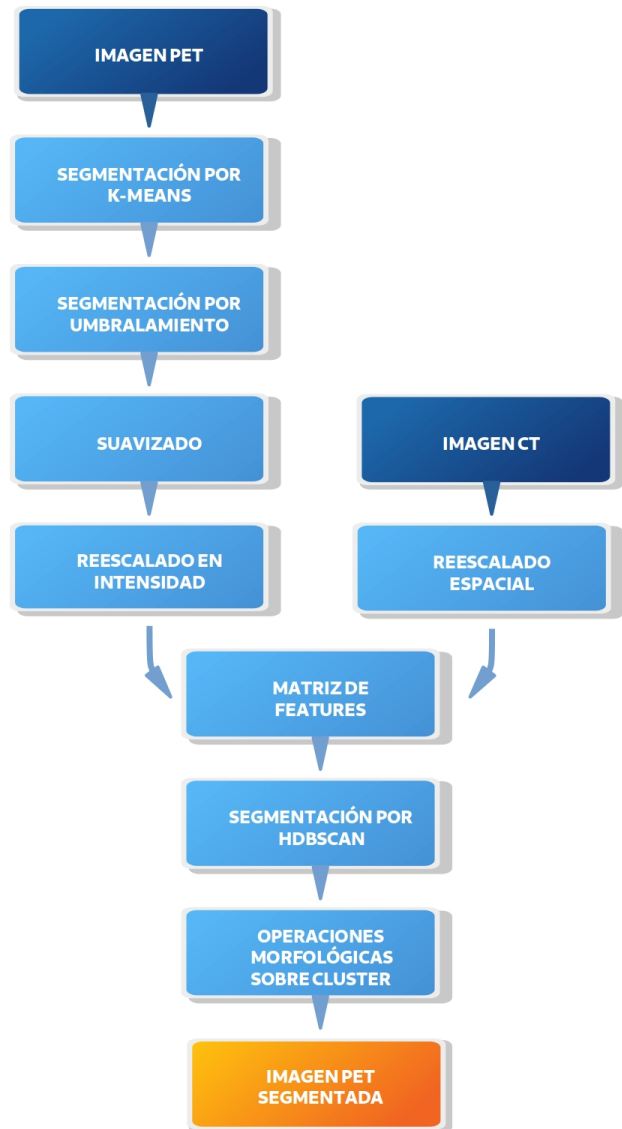 IMAGEN PET
SEGMENTACIÓN POR
K-MEANS
SEGMENTACIÓN POR
UMBRALAMIENTO
SUAVIZADO
IMAGEN CT
REESCALADO EN
INTENSIDAD
REESCALADO
ESPACIAL
MATRIZ DE
FEATURES
SEGMENTACIÓN POR
HDBSCAN
OPERACIONES
MORFOLÓGICAS
SOBRE CLUSTER
IMAGEN PET
SEGMENTADA